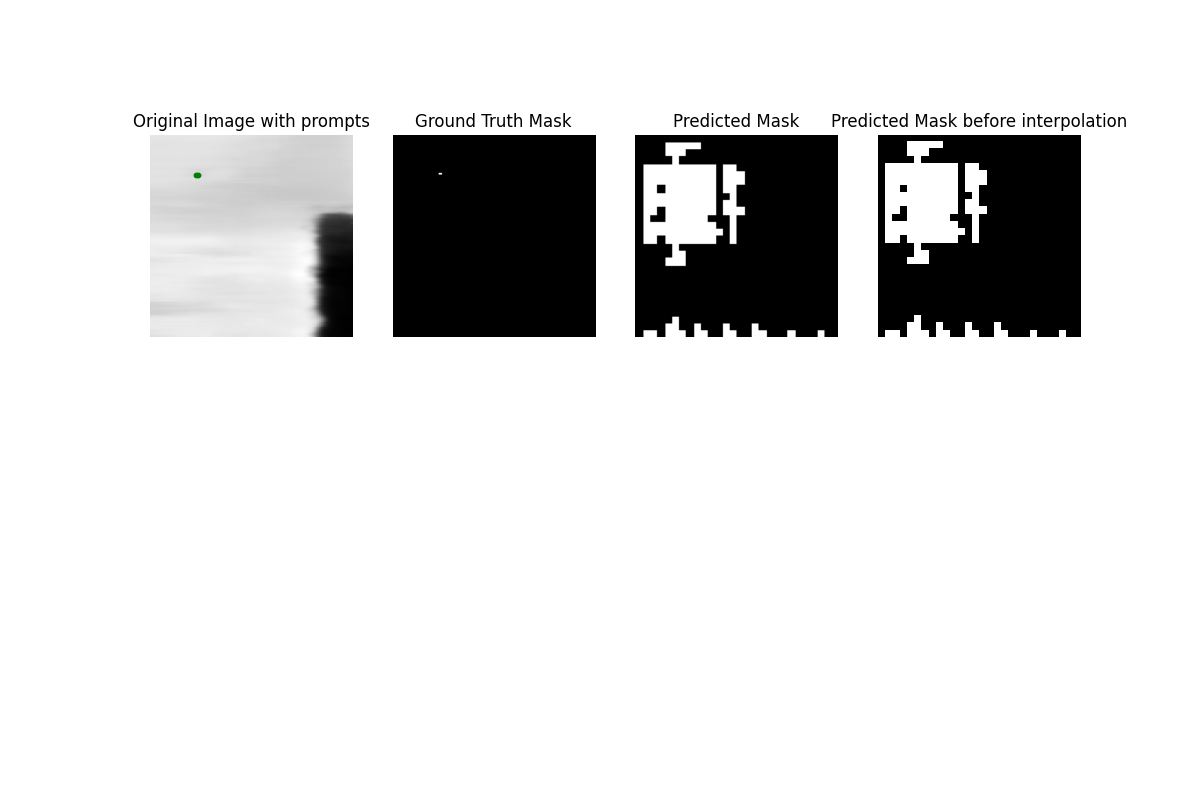 Original Image with prompts
Ground Truth Mask
Predicted Mask
Predicted Mask before interpolation